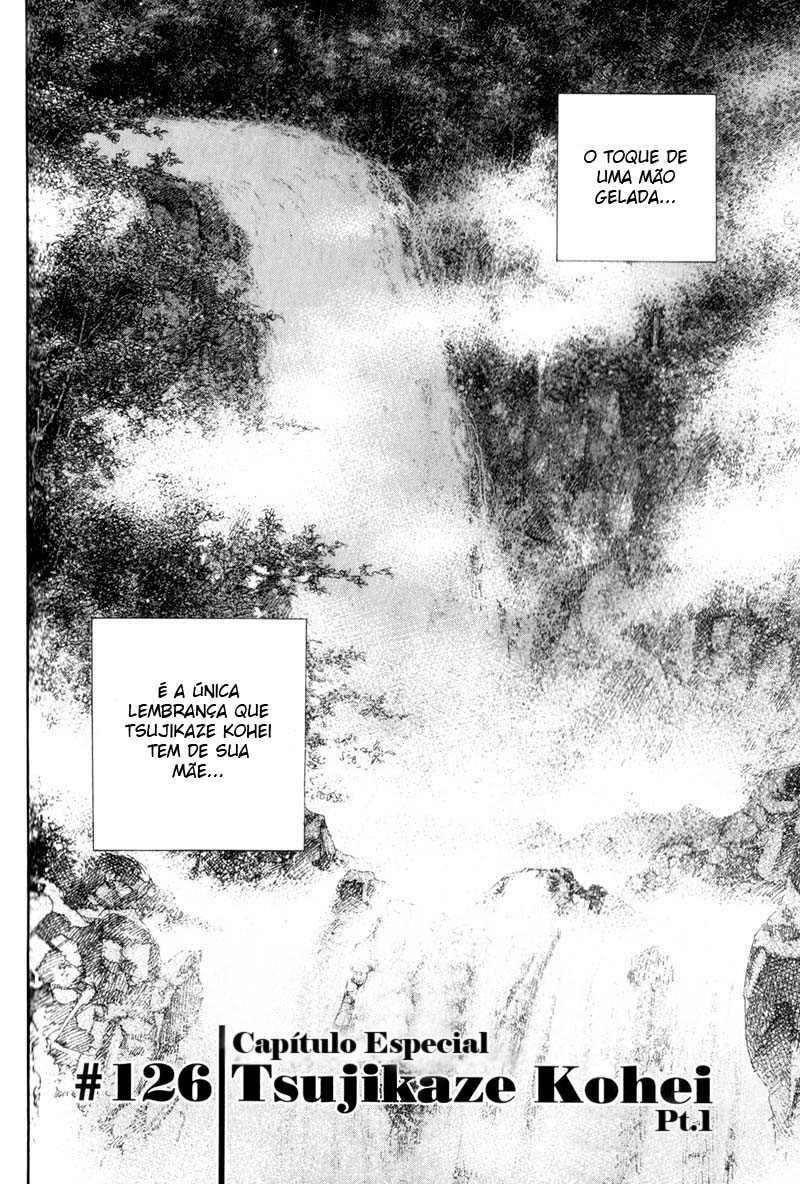 O TOQUE DE
UMA MÃO
GELADA...
É A ÚNICA
LEMBRANÇA QUE
TSUJIKAZE KOHEI
TEM DE SUA
MÃE...
Capítulo Especial
#126 Tsujikaze Kohei
Pt.1